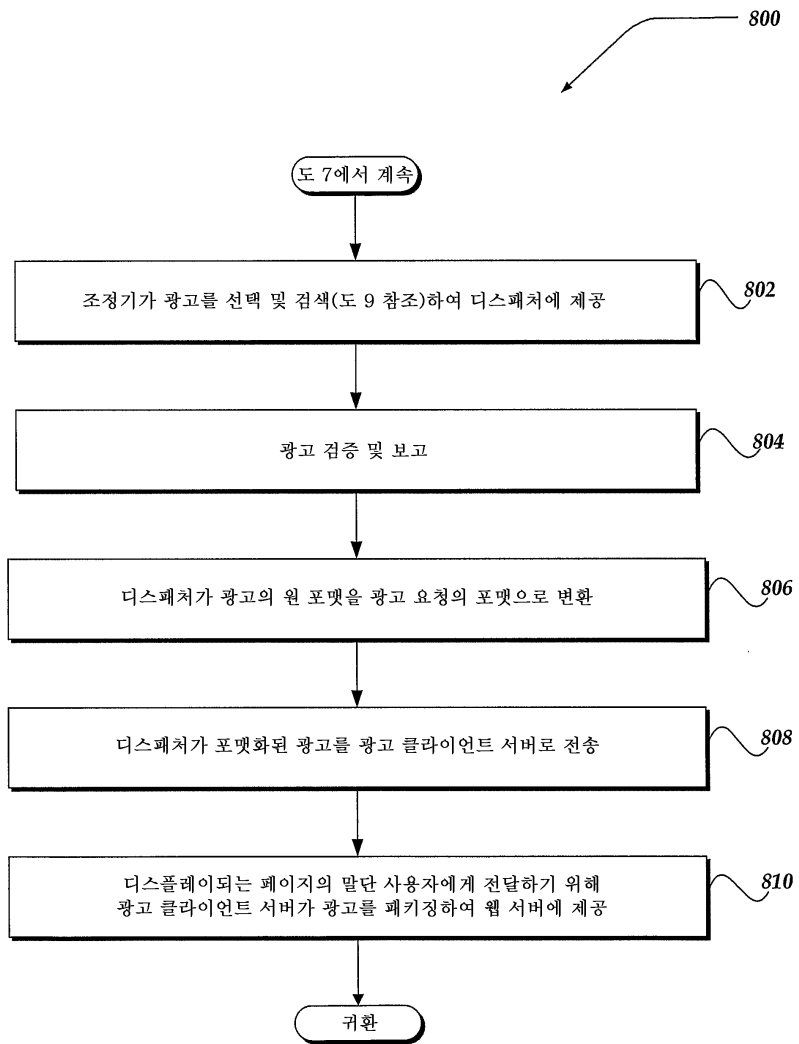 800
도 7에서 계속
조정기가 광고를 선택 및 검색(도 9 참조)하여 디스패처에 제공
802
광고 검증 및 보고
804
디스패처가 광고의 원 포맷을 광고 요청의 포맷으로 변환
806
디스패처가 포맷화된 광고를 광고 클라이언트 서버로 전송
808
디스플레이되는 페이지의 말단 사용자에게 전달하기 위해
광고 클라이언트 서버가 광고를 패키징하여 웹 서버에 제공
810
귀환